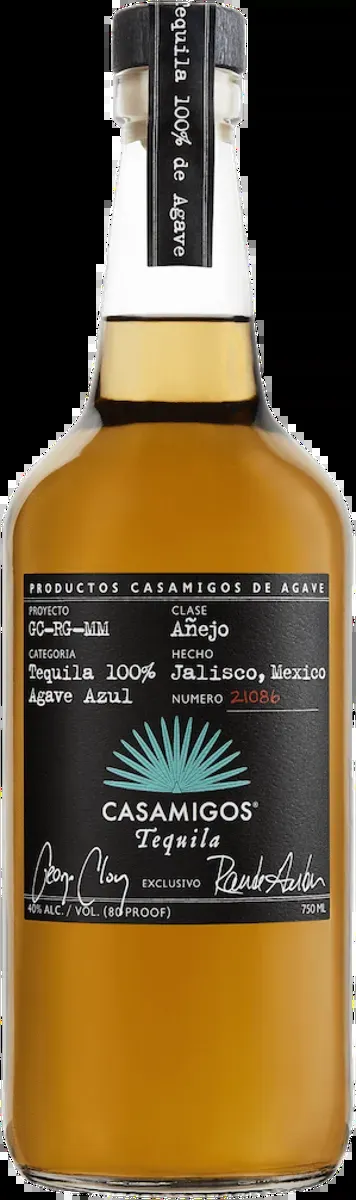 equila 100% de Agave
PRODUCTOS CASAMIGOS DE AGAVE
PROYECTO
GC-RG-MM
CLASE
Añejo
CATEGORIA
Tequila 100%
Agave Azul
HECHO
Jalisco, Mexico
NUMERO 21086
CASAMIGOS®
Tequila
EXCLUSIVO
40% ALC. / VOL. (80 PROOF)
750 ML